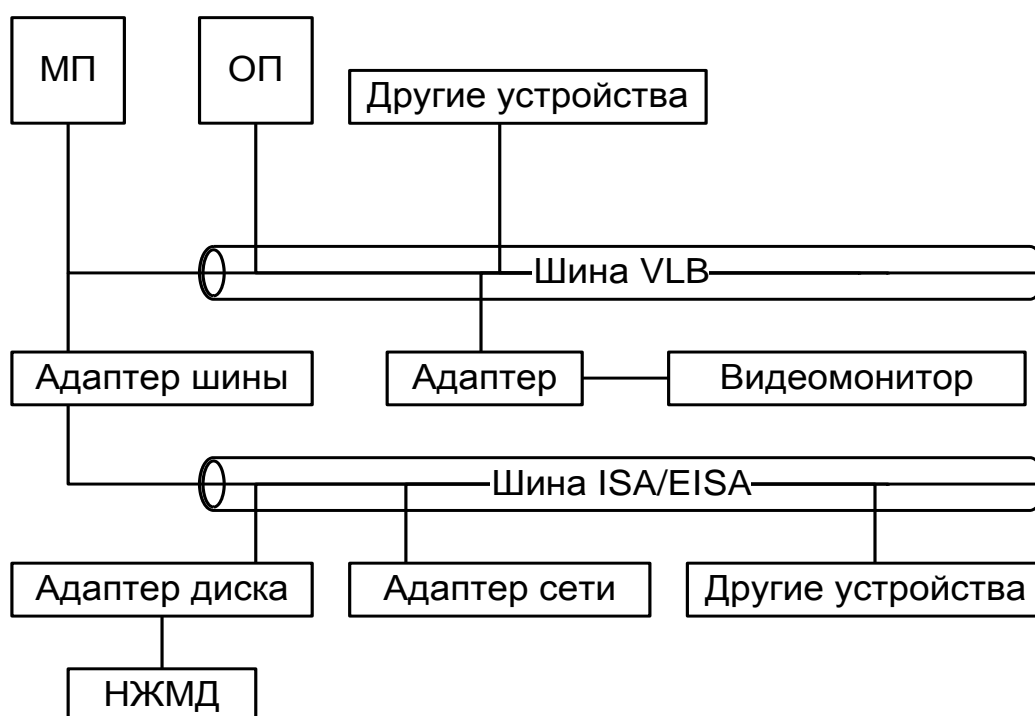 МП
ОП
Другие устройства
Шина VLB
Адаптер шины
Адаптер
Видеомонитор
Шина ISA/EISA
Адаптер диска
Адаптер сети
Другие устройства
НЖМД